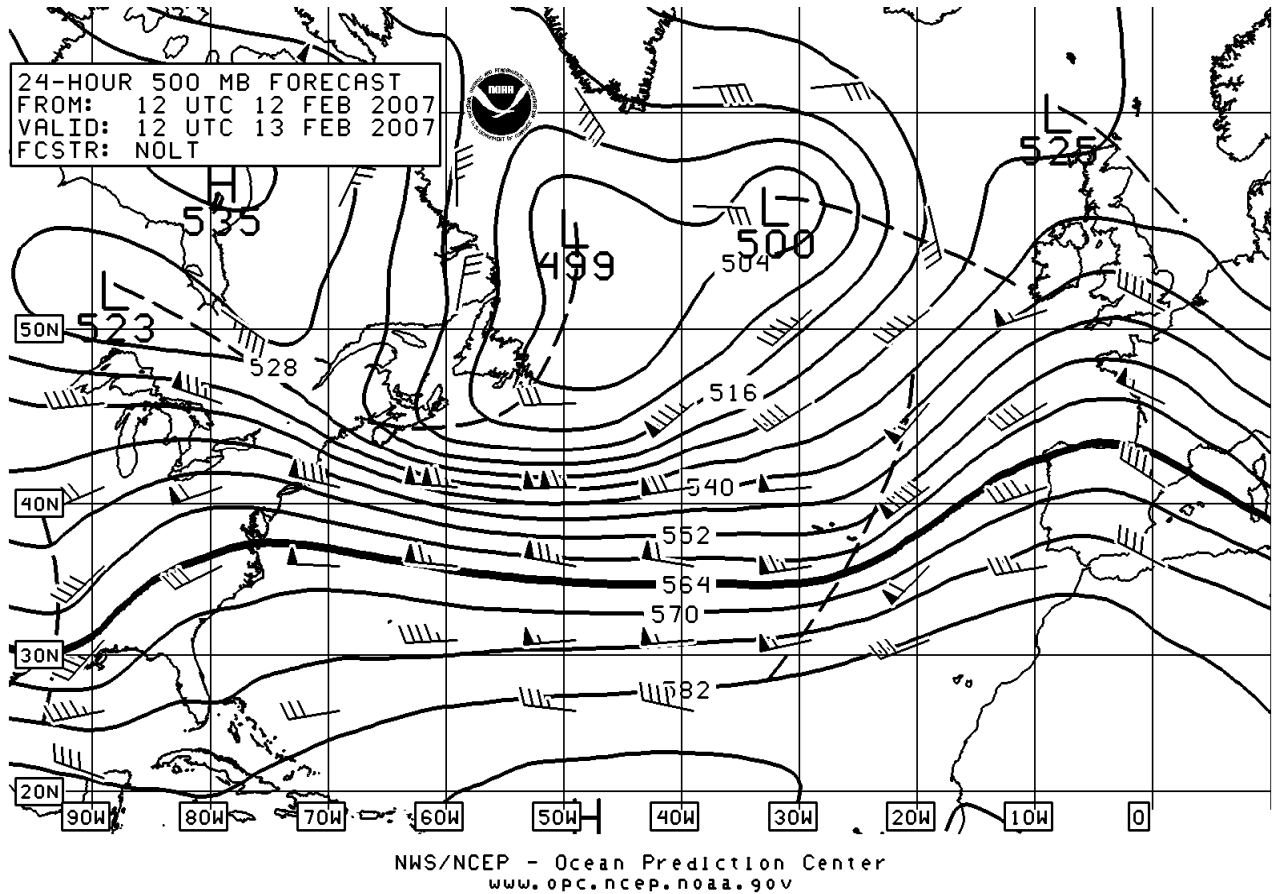 24-HOUR 500 MB FORECAST
FROM: 12 UTC 12 FEB 2007
VALID: 12 UTC 13 FEB 2007
FCSTR: NOLT
NOAA
L
525
H
535
L
499
L
500
504
L
523
50N
528
516
40N
540
552
564
570
30N
582
20N
90W 80W 70W 60W 50W H 40W 30W 20W 10W 0
NWS/NCEP - Ocean Prediction Center
www.opc.ncep.noaa.gov